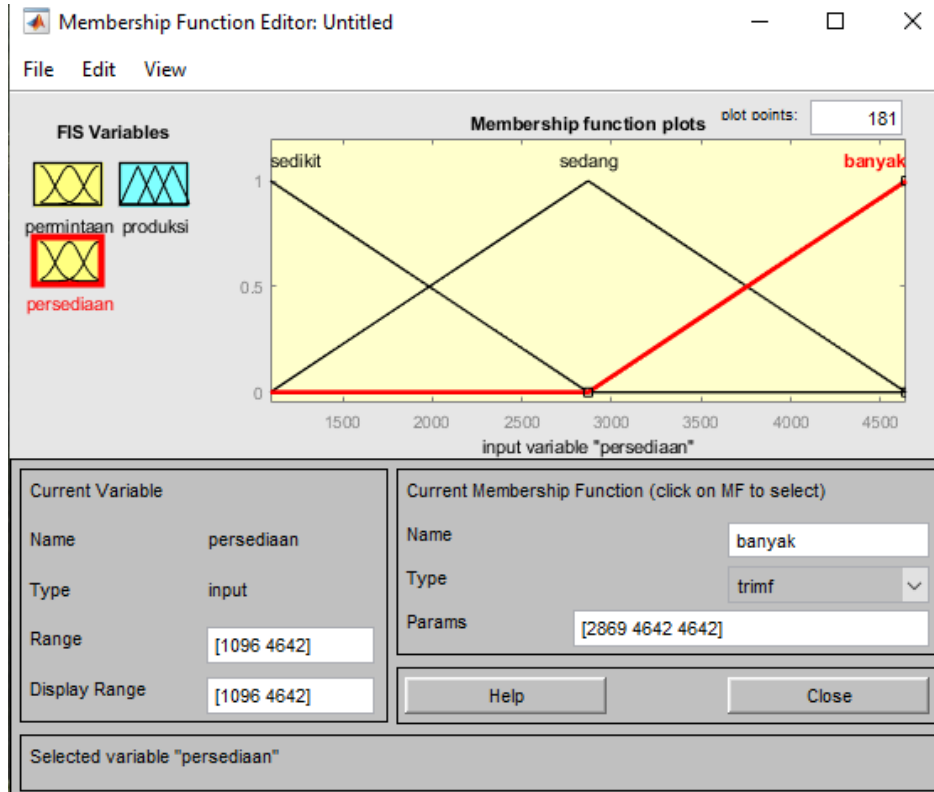 Membership Function Editor: Untitled
File Edit View
FIS Variables
permintaan produksi
persediaan
Membership function plots
plot points:
181
sedikit sedang banyak
1
0.5
0
1500 2000 2500 3000 3500 4000 4500
input variable "persediaan"
Current Variable
Name persediaan
Type input
Range [1096 4642]
Display Range [1096 4642]
Current Membership Function (click on MF to select)
Name banyak
Type trimf
Params [2869 4642 4642]
Help Close
Selected variable "persediaan"